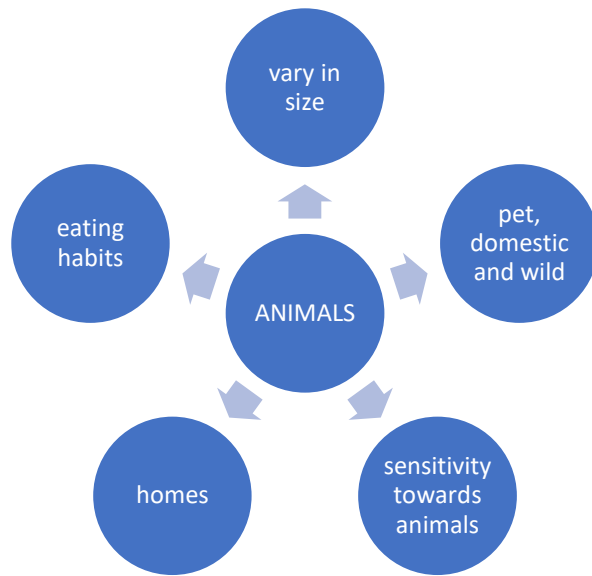 vary in
size
pet,
domestic
and wild
sensitivity
towards
animals
homes
eating
habits
ANIMALS